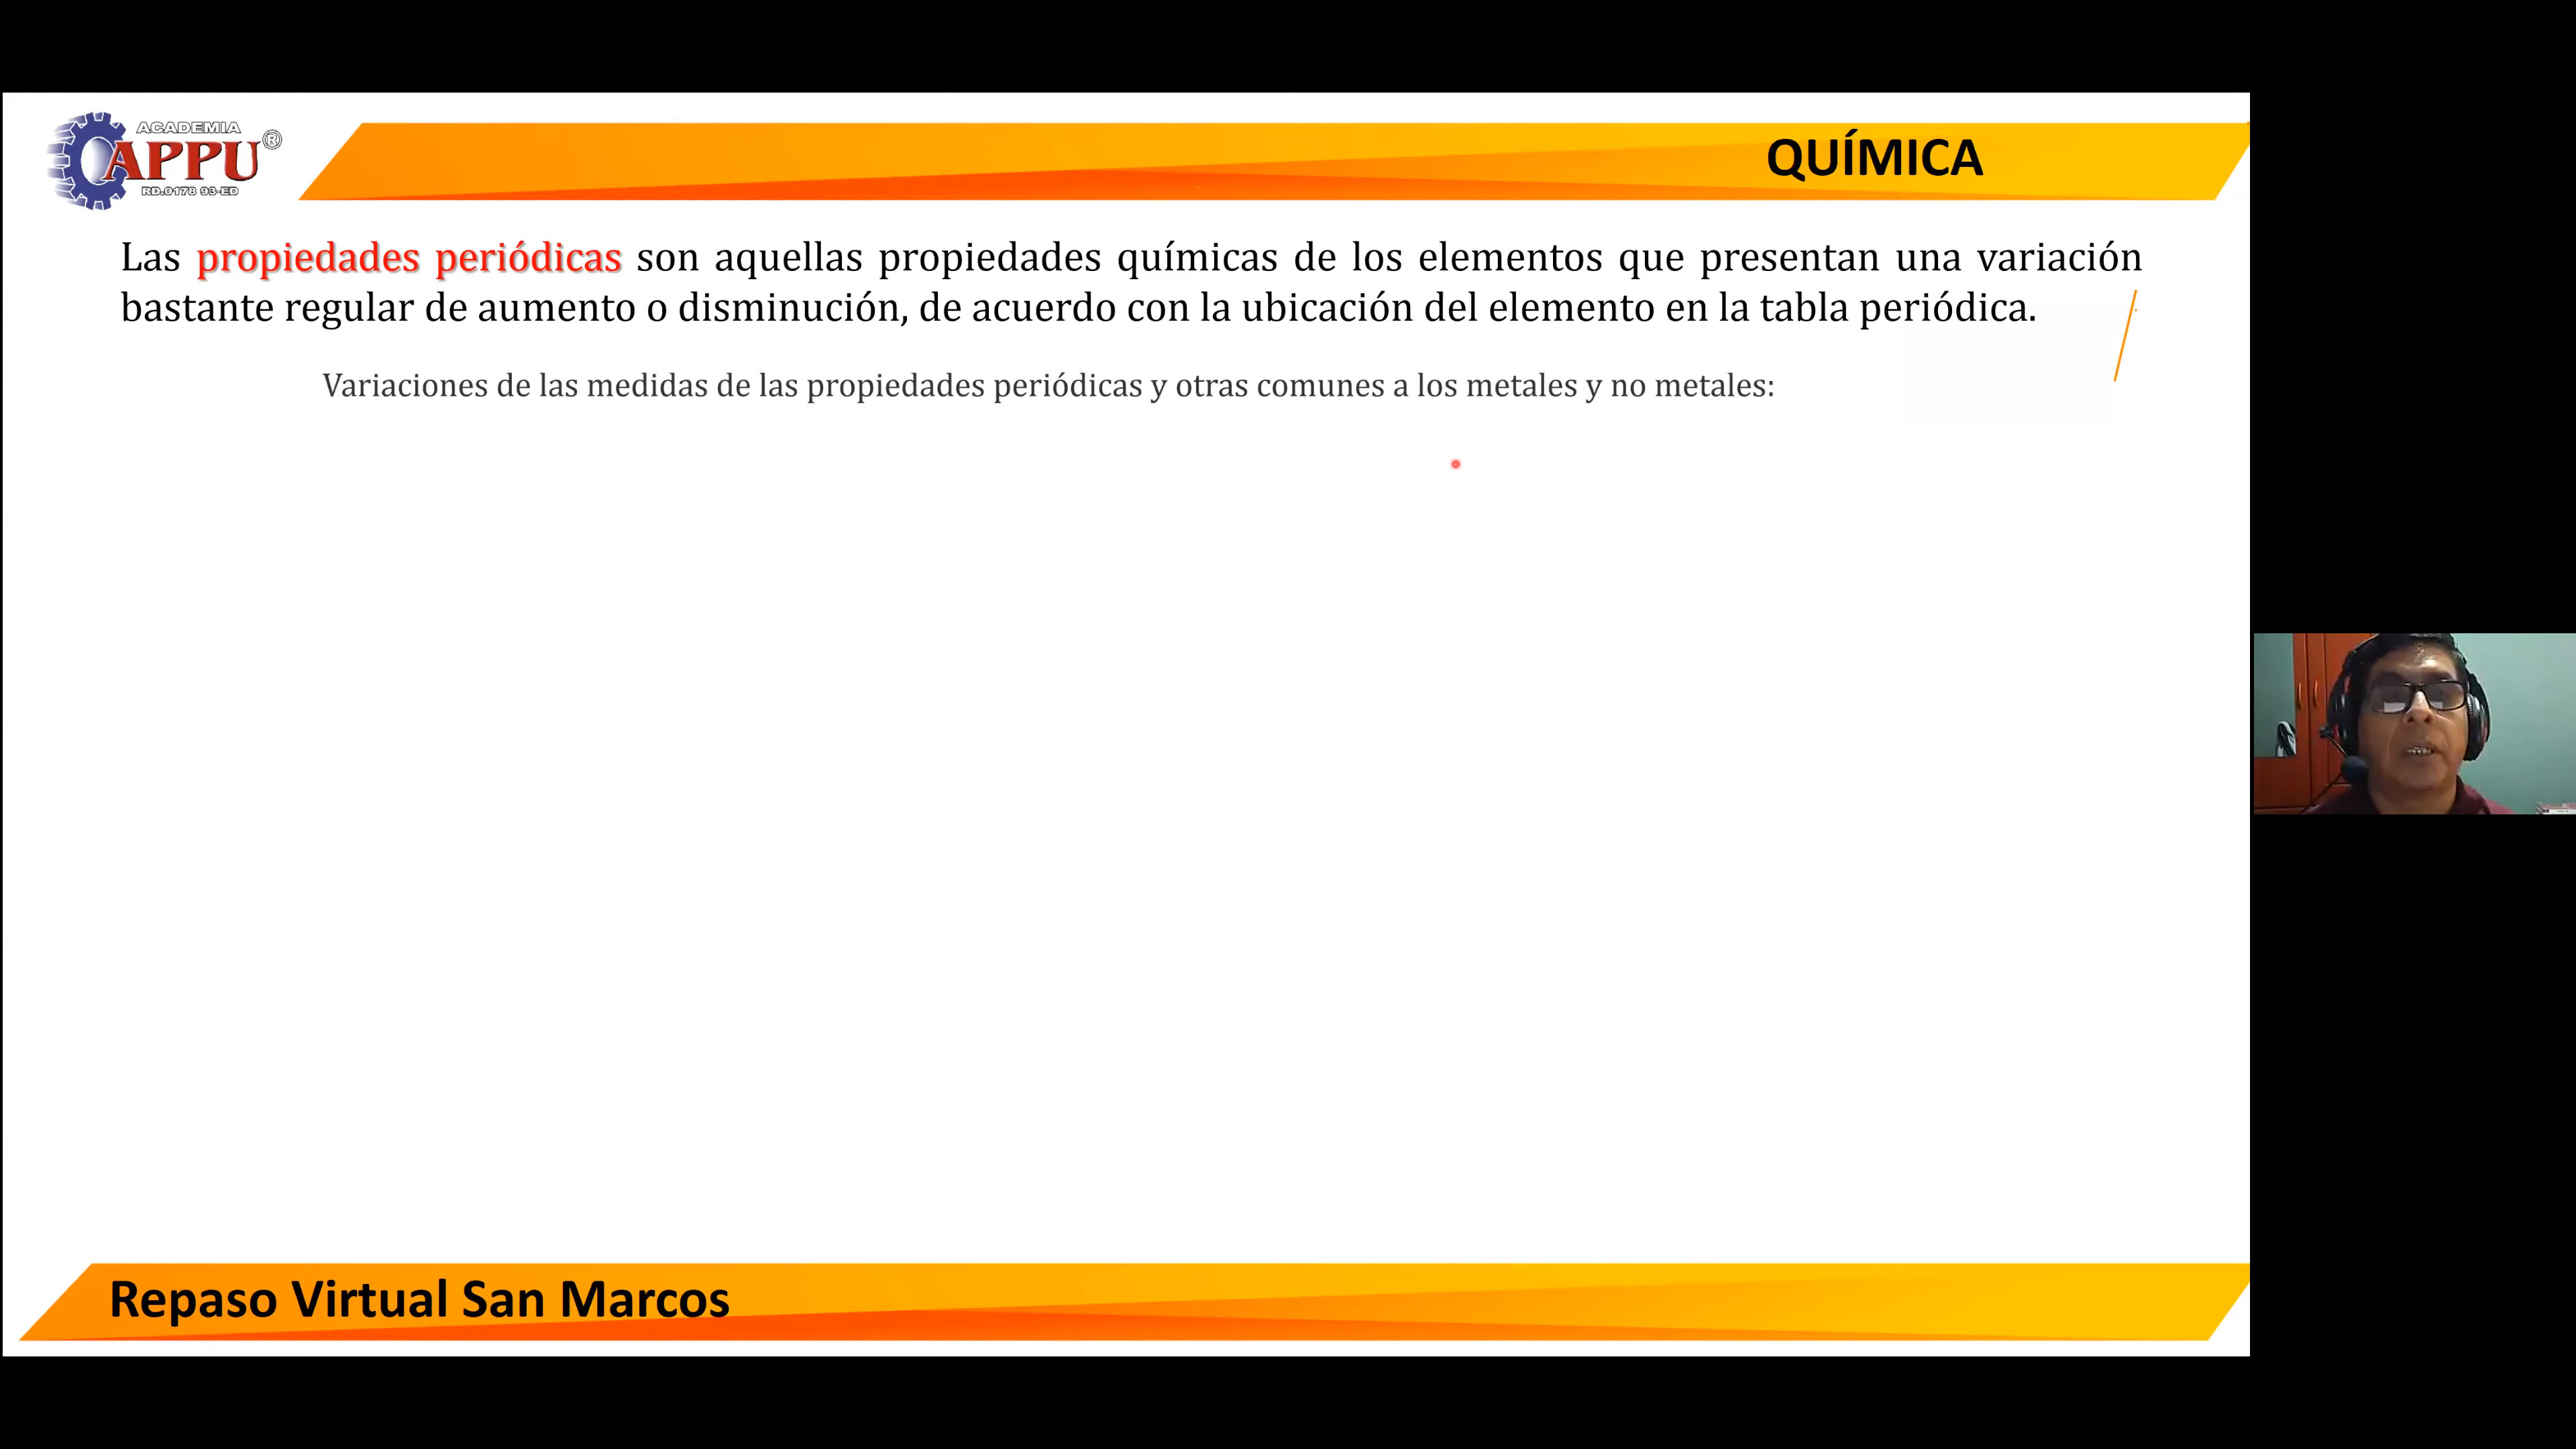 ACADEMIA
APPU®
RD.0178 93-ED
QUÍMICA
Las propiedades periódicas son aquellas propiedades químicas de los elementos que presentan una variación
bastante regular de aumento o disminución, de acuerdo con la ubicación del elemento en la tabla periódica.
Variaciones de las medidas de las propiedades periódicas y otras comunes a los metales y no metales:
Repaso Virtual San Marcos